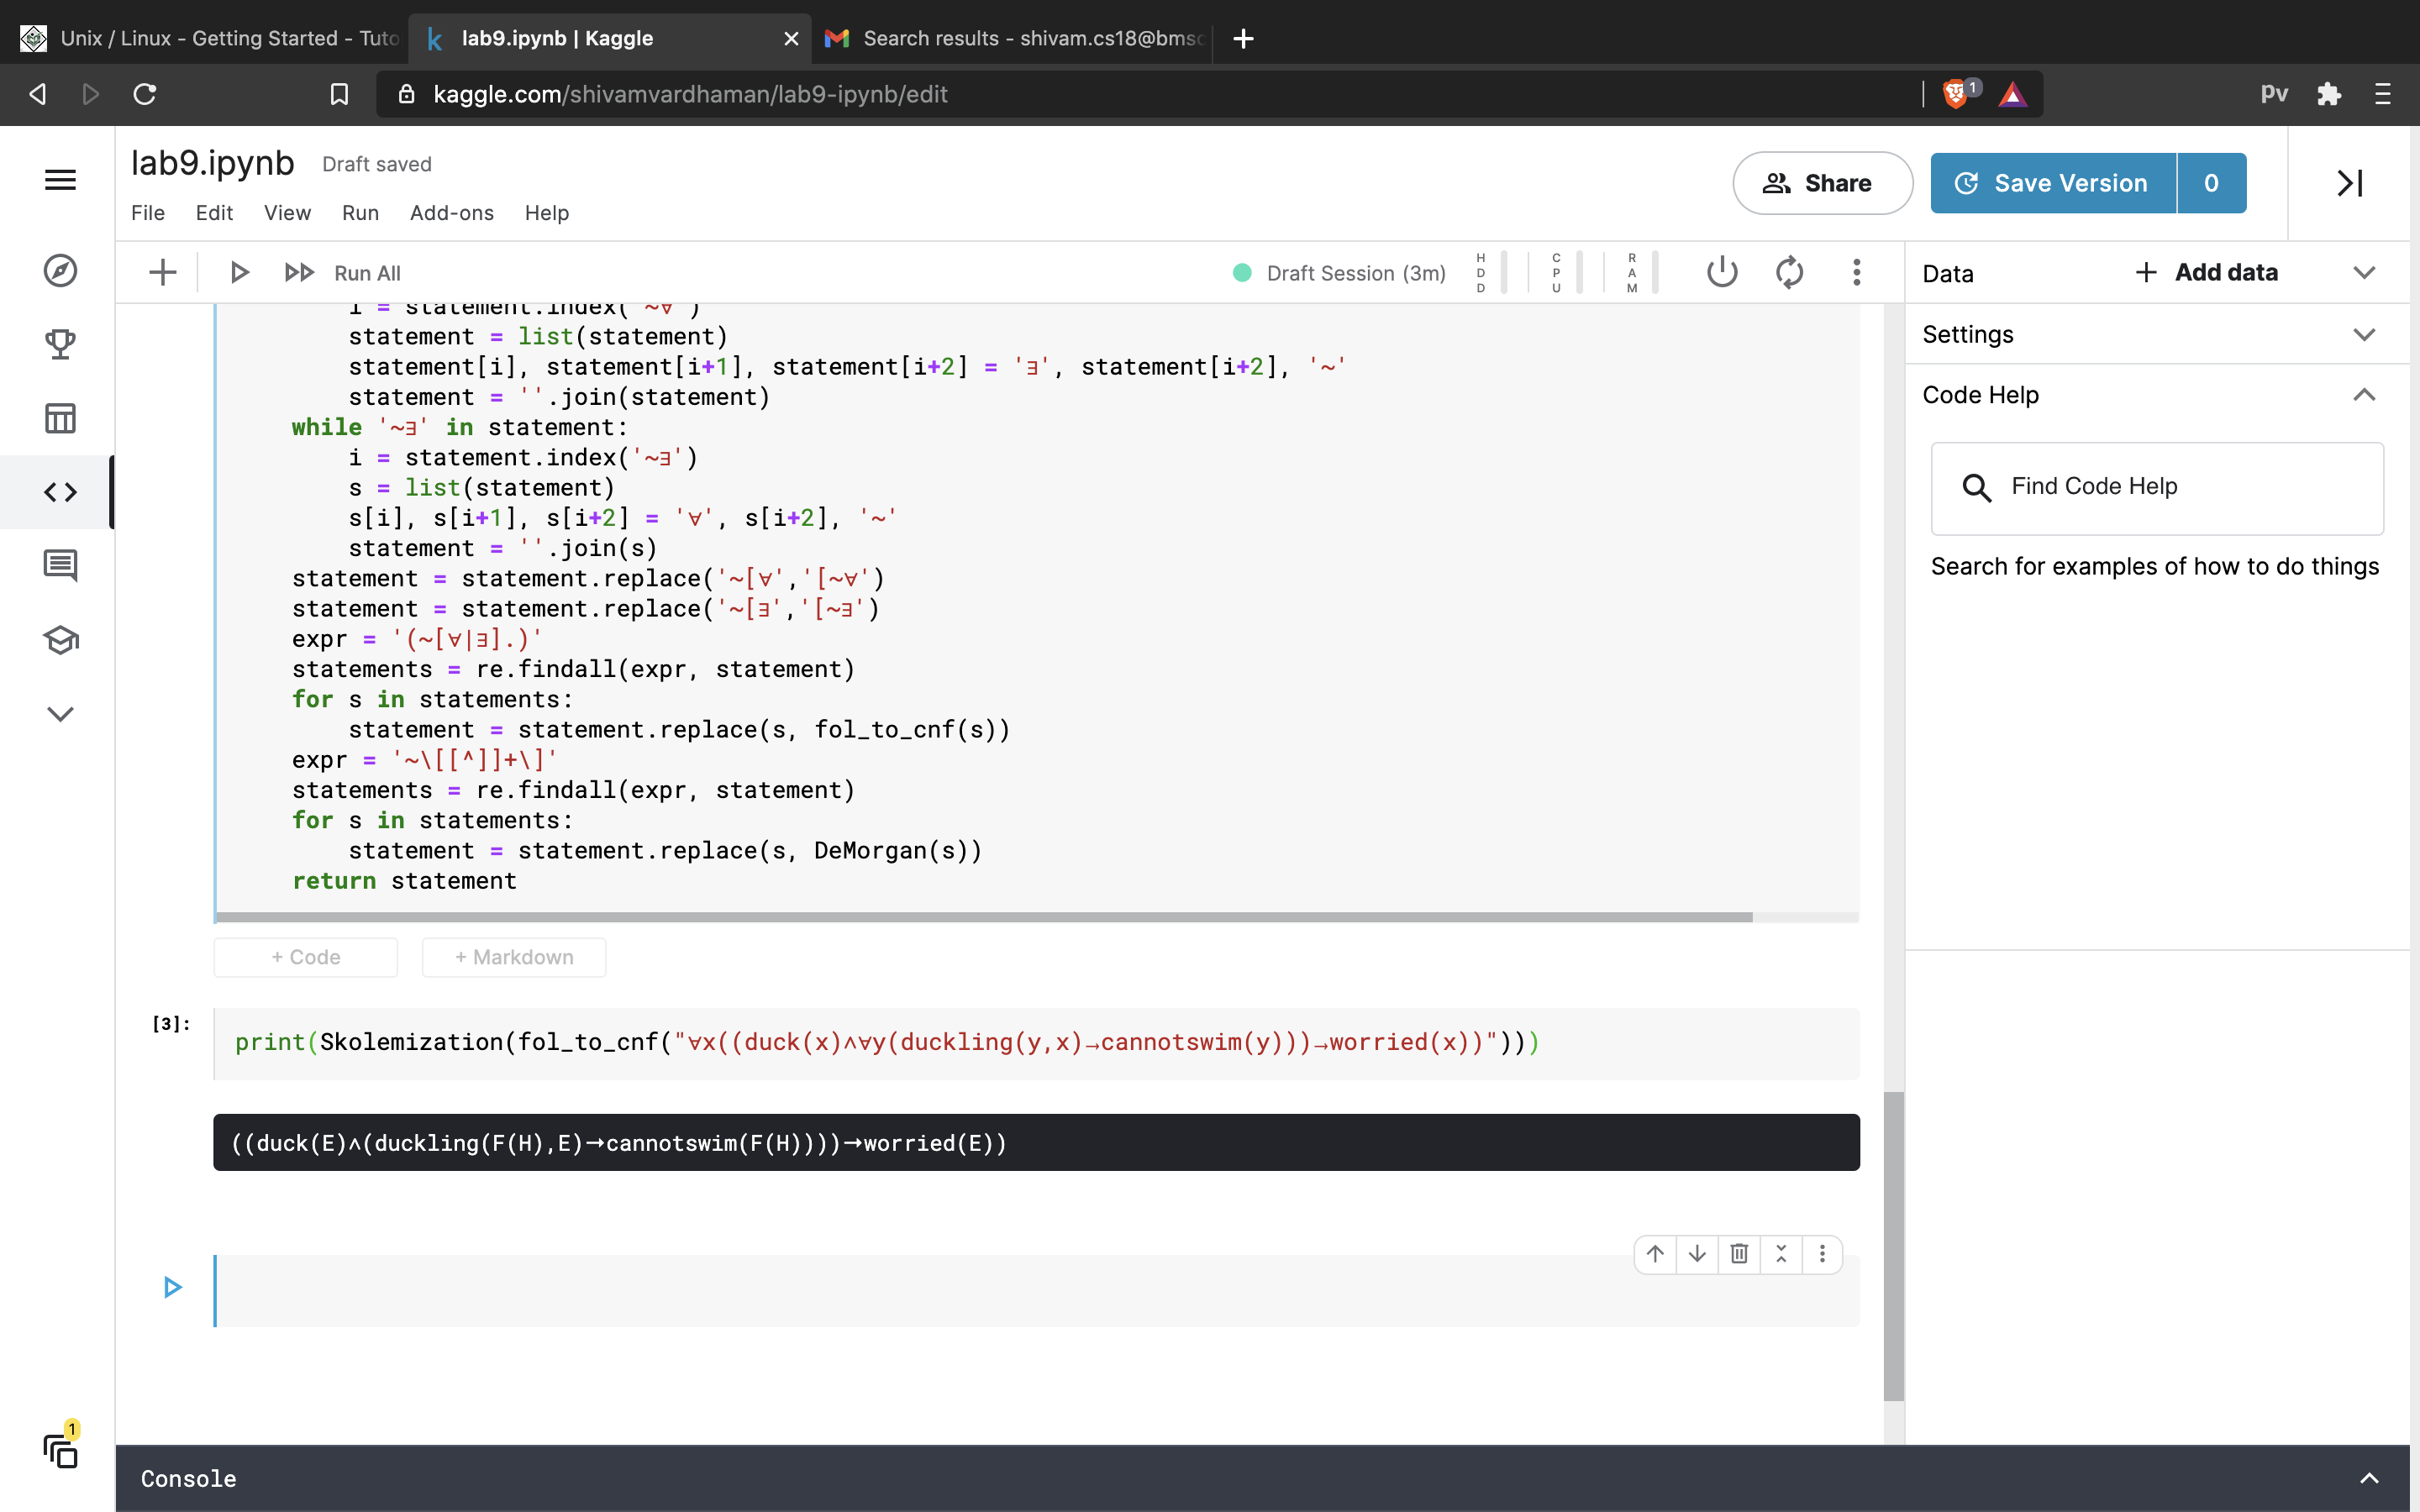 Unix / Linux - Getting Started - Tuto
lab9.ipynb | Kaggle
Search results - shivam.cs18@bmsc
kaggle.com/shivamvardhaman/lab9-ipynb/edit
1
pv
lab9.ipynb
Draft saved
Share
Save Version
0
File
Edit
View
Run
Add-ons
Help
Run All
Draft Session (3m)
HDD
CPU
RAM
Data
+ Add data
Settings
Code Help
Find Code Help
Search for examples of how to do things
i = statement.index('~∀')
statement = list(statement)
statement[i], statement[i+1], statement[i+2] = '∃', statement[i+2], '~'
statement = ''.join(statement)
while '~∃' in statement:
i = statement.index('~∃')
s = list(statement)
s[i], s[i+1], s[i+2] = '∀', s[i+2], '~'
statement = ''.join(s)
statement = statement.replace('~[∀','[~∀')
statement = statement.replace('~[∃','[~∃')
expr = '(~[∀|∃].)'
statements = re.findall(expr, statement)
for s in statements:
statement = statement.replace(s, fol_to_cnf(s))
expr = '~\[[^]]+\]'
statements = re.findall(expr, statement)
for s in statements:
statement = statement.replace(s, DeMorgan(s))
return statement
+ Code
+ Markdown
[3]:
print(Skolemization(fol_to_cnf("∀x((duck(x)∧∀y(duckling(y,x)→cannotswim(y)))→worried(x))")))
((duck(E)∧(duckling(F(H),E)→cannotswim(F(H))))→worried(E))
1
Console